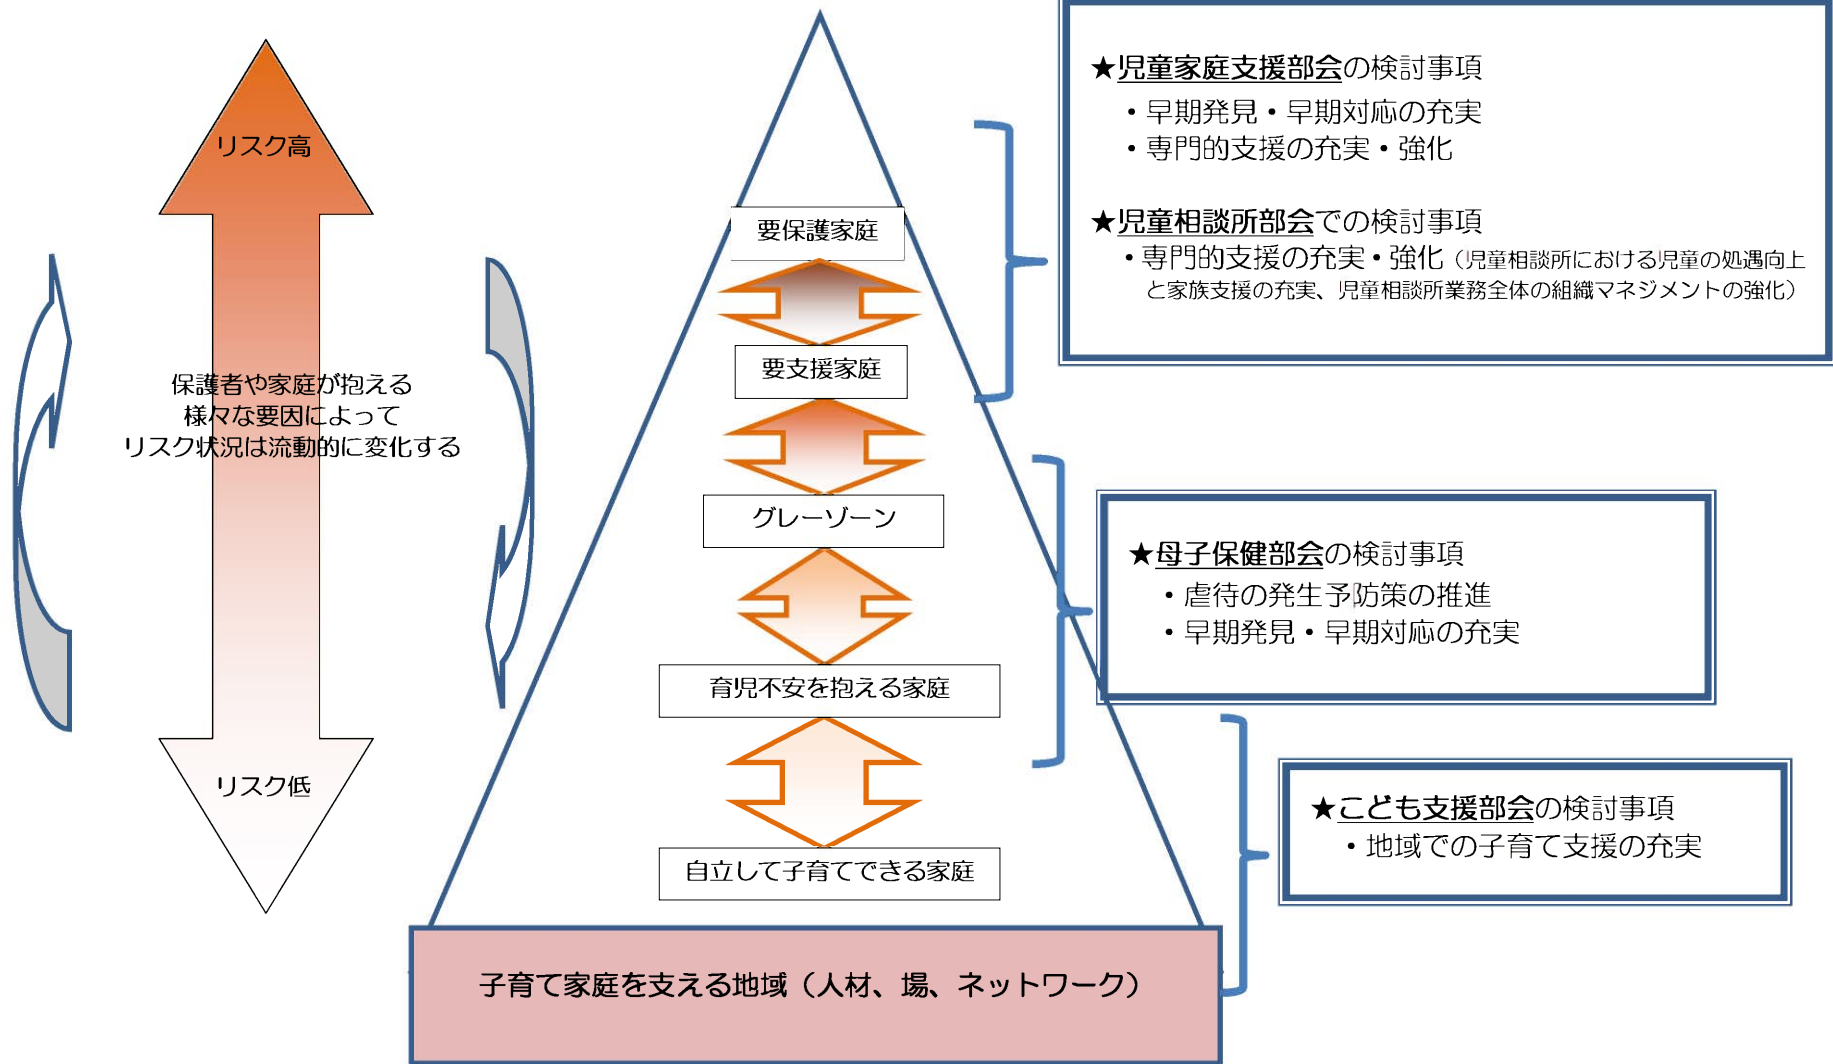 リスク高
保護者や家庭が抱える
様々な要因によって
リスク状況は流動的に変化する
リスク低
要保護家庭
要支援家庭
グレーゾーン
育児不安を抱える家庭
自立して子育てできる家庭
子育て家庭を支える地域（人材、場、ネットワーク）
★児童家庭支援部会の検討事項
・早期発見・早期対応の充実
・専門的支援の充実・強化
★児童相談所部会での検討事項
・専門的支援の充実・強化（児童相談所における児童の処遇向上
と家族支援の充実、児童相談所業務全体の組織マネジメントの強化）
★母子保健部会の検討事項
・虐待の発生予防策の推進
・早期発見・早期対応の充実
★こども支援部会の検討事項
・地域での子育て支援の充実